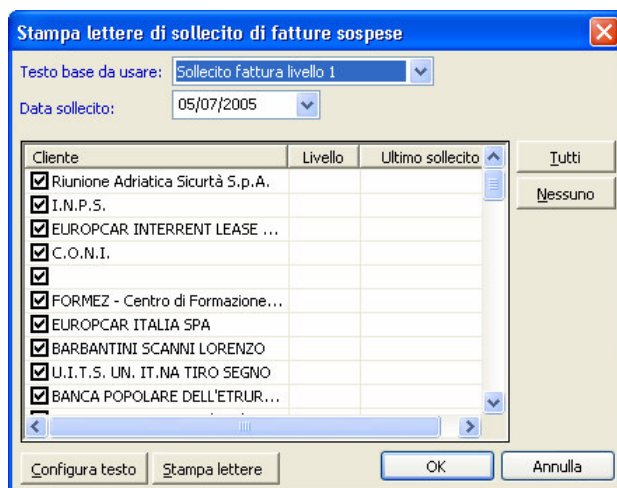 Stampa lettere di sollecito di fatture sospese
Testo base da usare: Sollecito fattura livello 1
Data sollecito: 05/07/2005
Cliente Livello Ultimo sollecito
Tutti
Riunione Adriatica Sicurtà S.p.A.
Nessuno
I.N.P.S.
EUROPCAR INTERRENT LEASE ...
C.O.N.I.
FORMEZ - Centro di Formazione...
EUROPCAR ITALIA SPA
BARBANTINI SCANNI LORENZO
U.I.T.S. UN. IT.NA TIRO SEGNO
BANCA POPOLARE DELL'ETRUR...
Configura testo Stampa lettere OK Annulla